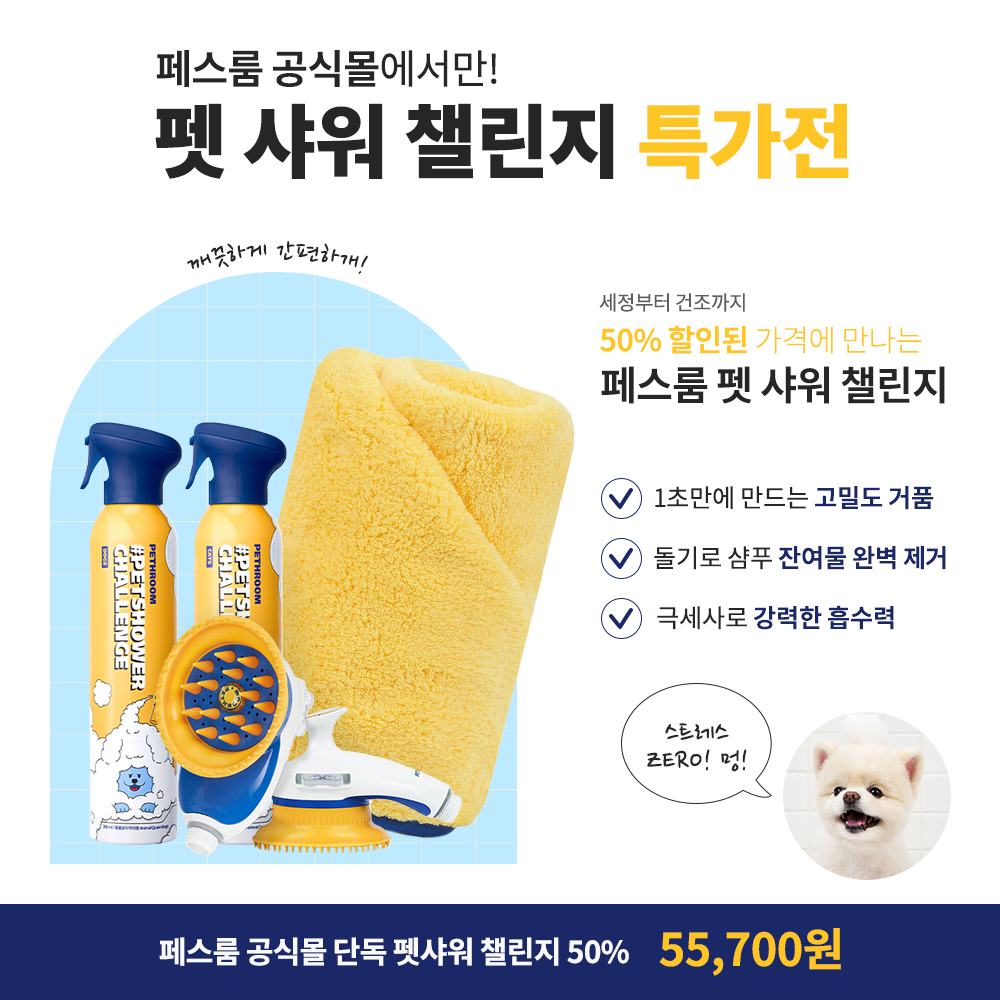 페스룸 공식몰에서만!
펫 샤워 챌린지 특가전
깨끗하게 간편하개!
세정부터 건조까지
50% 할인된 가격에 만나는
페스룸 펫 샤워 챌린지
1초만에 만드는 고밀도 거품
돌기로 샴푸 잔여물 완벽 제거
극세사로 강력한 흡수력
PETHROOM
#PETSHOWER
CHALLENGE
DOGS
PETHROOM
#PETSHOWER
CHALLENGE
CATS
스트레스
ZERO! 멍!
페스룸 공식몰 단독 펫샤워 챌린지 50% 55,700원